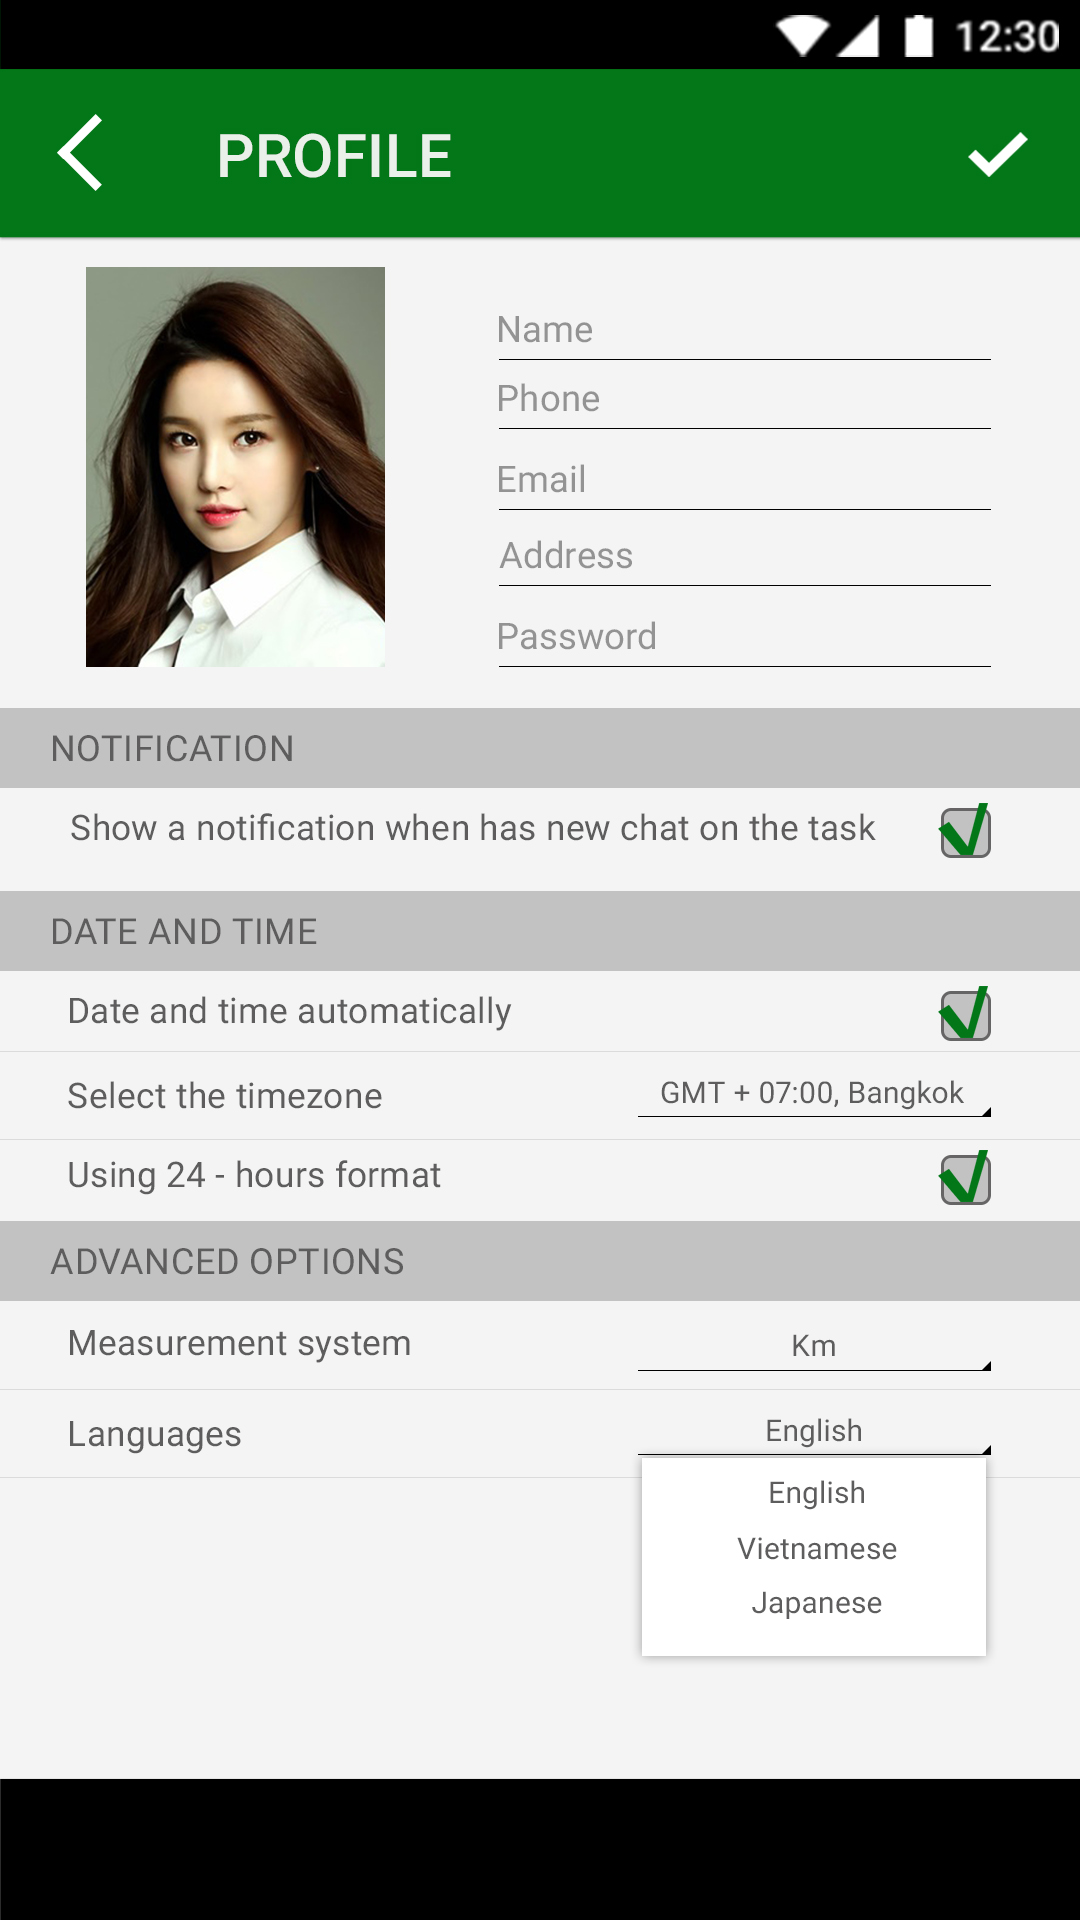 12:30
PROFILE
Name
Phone
Email
Address
Password
NOTIFICATION
Show a notification when has new chat on the task
DATE AND TIME
Date and time automatically
Select the timezone
GMT + 07:00, Bangkok
Using 24 - hours format
ADVANCED OPTIONS
Measurement system
Km
Languages
English
English
Vietnamese
Japanese